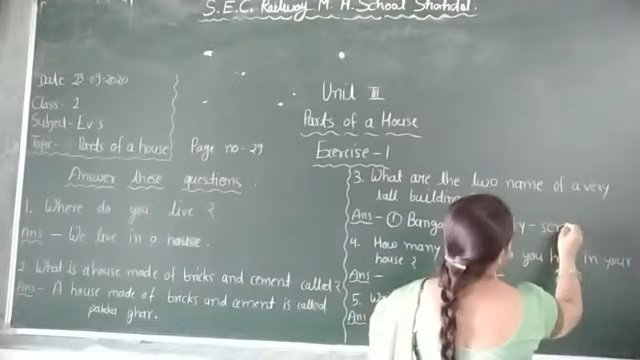 S.E.C. Railway M. H. School Shahdol.
Date 23-09-2020
Class- 2
Subject- Evs
Topic- Parts of a house
Page no - 29
Unit III
Parts of a House
Exercise - 1
Answer these questions.
1. Where do you live ?
Ans - We live in a house.
2. What is a house made of bricks and cement called?
Ans- A house made of bricks and cement is called
pakka ghar.
3. What are the two name of a very
tall
Ans - ①
4. How many you in your
house ?
Ans -
5.
Ans